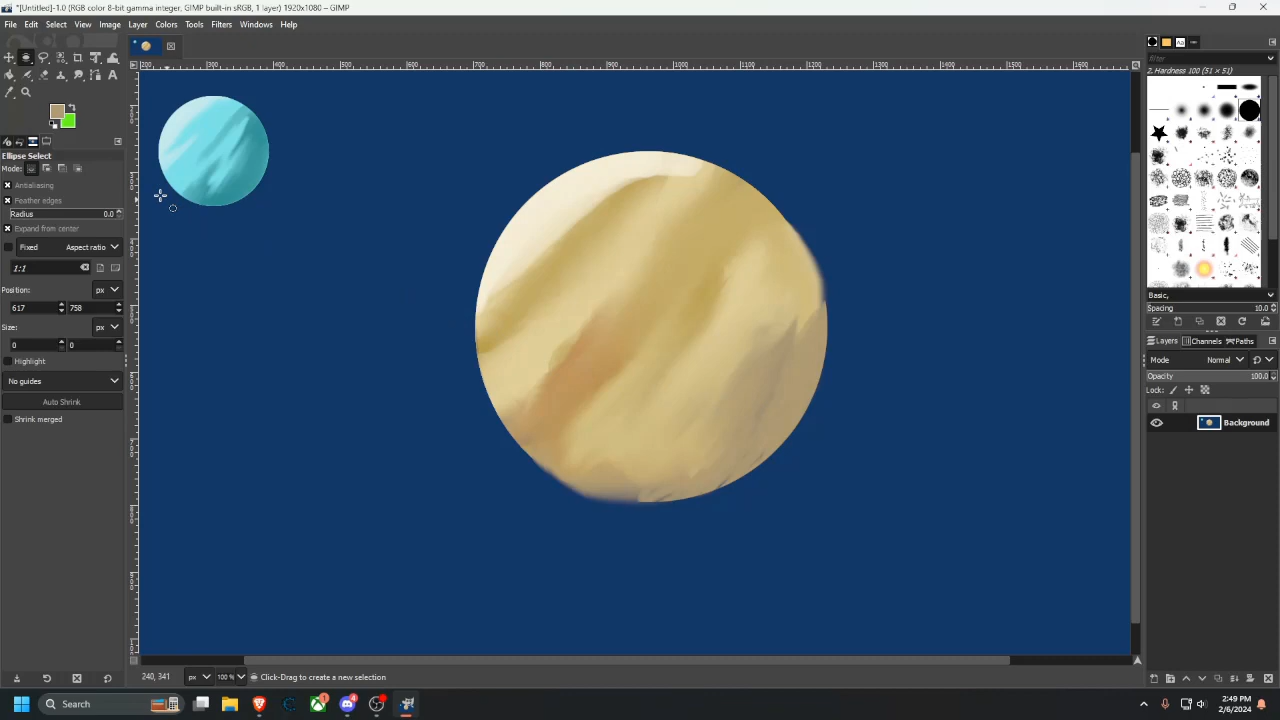 *[Untitled]-1.0 (RGB color 8-bit gamma integer, GIMP built-in sRGB, 1 layer) 1920x1080 – GIMP
File Edit Select View Image Layer Colors Tools Filters Windows Help
filter
2. Hardness 100 (51 × 51)
Ellipse Select
Mode:
Antialiasing
Feather edges
Radius 0.0
Expand from center
Fixed Aspect ratio
1:1
Position: px
617 758
Size: px
0 0
Highlight
No guides
Auto Shrink
Shrink merged
Basic,
Spacing 10.0
Layers Channels Paths
Mode Normal
Opacity 100.0
Lock:
Background
240, 341 px 100 % Click-Drag to create a new selection
Search
2:49 PM
2/6/2024